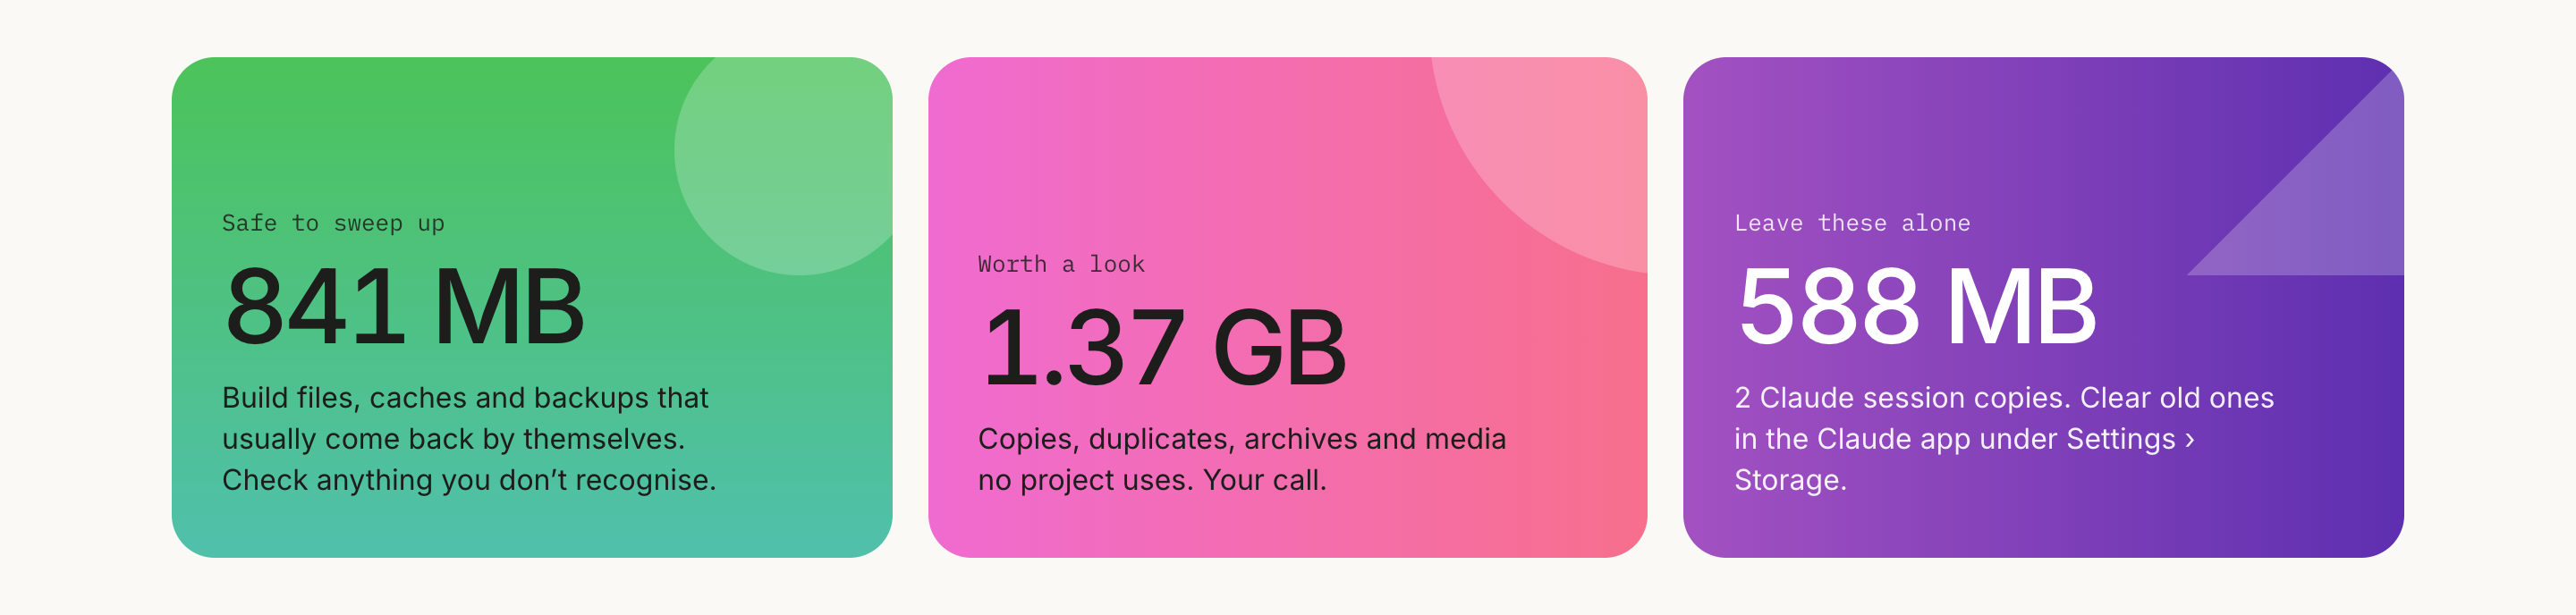 Safe to sweep up
841 MB
Build files, caches and backups that
usually come back by themselves.
Check anything you don’t recognise.
Worth a look
1.37 GB
Copies, duplicates, archives and media
no project uses. Your call.
Leave these alone
588 MB
2 Claude session copies. Clear old ones
in the Claude app under Settings ›
Storage.